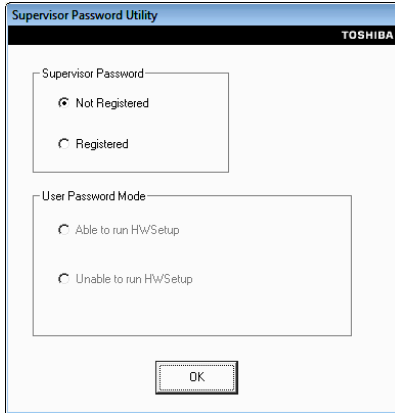 Supervisor Password Utility
TOSHIBA
Supervisor Password
Not Registered
Registered
User Password Mode
Able to run HWSetup
Unable to run HWSetup
OK